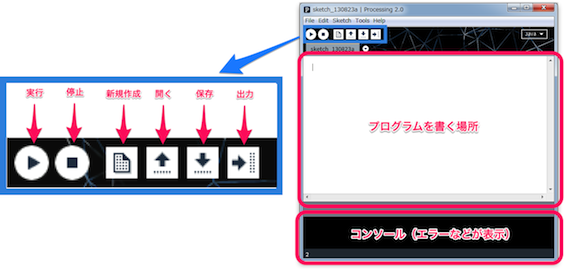 sketch_130823a | Processing 2.0
File Edit Sketch Tools Help
Java
sketch_130823a
実行
停止
新規作成
開く
保存
出力
プログラムを書く場所
コンソール（エラーなどが表示）
2